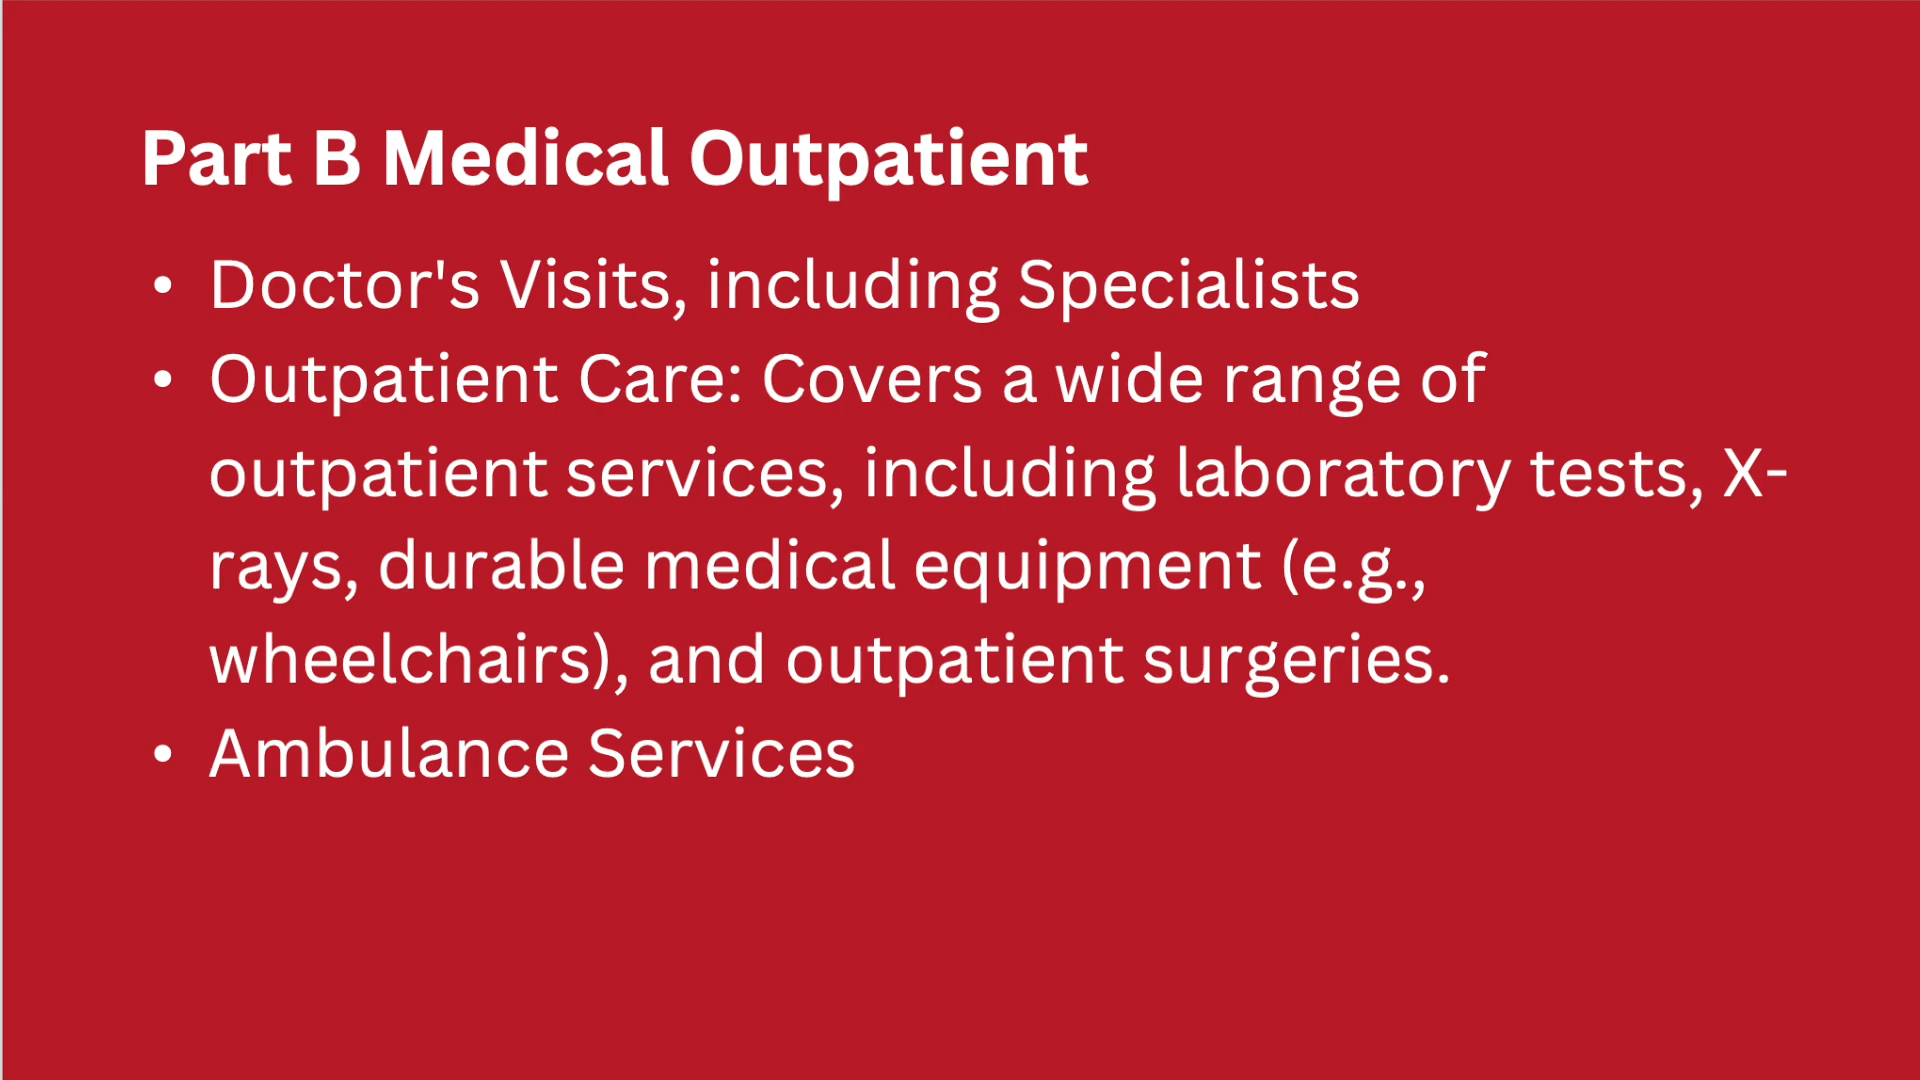 Part B Medical Outpatient
• Doctor's Visits, including Specialists
• Outpatient Care: Covers a wide range of
outpatient services, including laboratory tests, X-
rays, durable medical equipment (e.g.,
wheelchairs), and outpatient surgeries.
• Ambulance Services